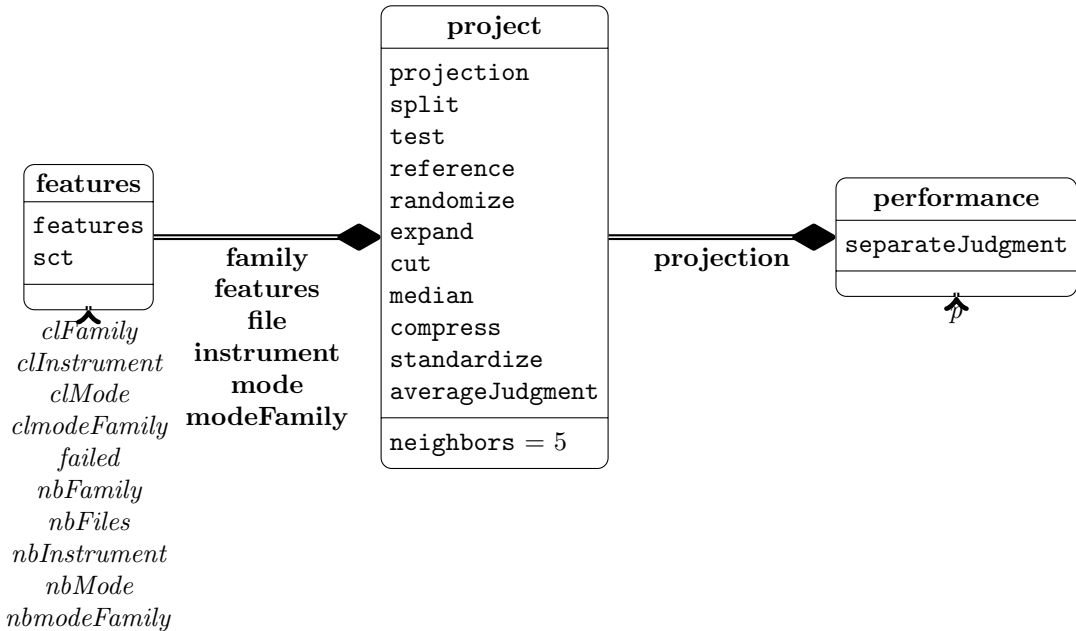 features
features
sct
clFamily
clInstrument
clMode
clmodeFamily
failed
nbFamily
nbFiles
nbInstrument
nbMode
nbmodeFamily
family
features
file
instrument
mode
modeFamily
project
projection
split
test
reference
randomize
expand
cut
median
compress
standardize
averageJudgment
neighbors = 5
projection
performance
separateJudgment
p